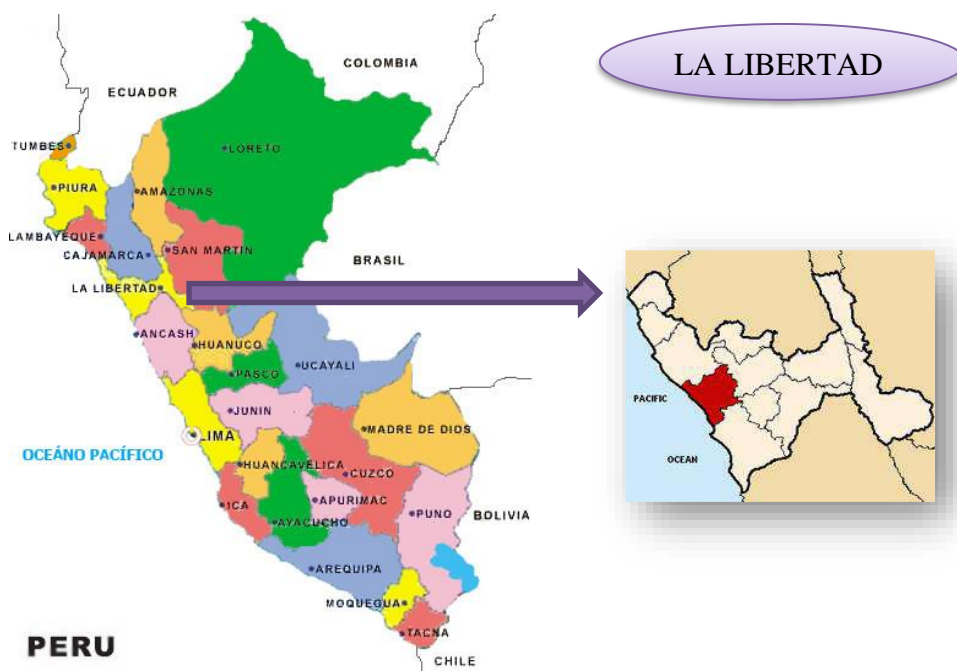 LA LIBERTAD
COLOMBIA
ECUADOR
TUMBES
LORETO
PIURA
AMAZONAS
LAMBAYEQUE
SAN MARTIN
CAJAMARCA
BRASIL
LA LIBERTAD
ANCASH
HUANUCO
UCAYALI
PASCO
JUNIN
MADRE DE DIOS
LIMA
OCEÁNO PACÍFICO
HUANCAVELICA
CUZCO
ICA
APURIMAC
PUNO
BOLIVIA
AYACUCHO
AREQUIPA
MOQUEGUA
TACNA
PERU
CHILE
PACIFIC
OCEAN